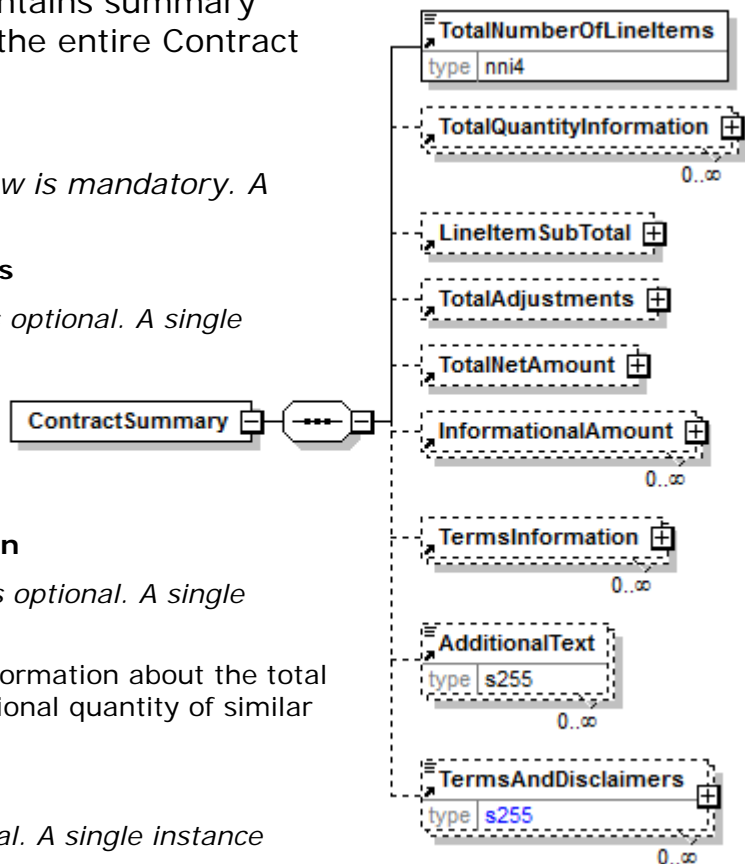 ntains summary
the entire Contract
w is mandatory. A
s
optional. A single
n
s optional. A single
formation about the total
ional quantity of similar
al. A single instance
ContractSummary
TotalNumberOfLineItems
type nni4
TotalQuantityInformation
0..∞
LineItemSubTotal
TotalAdjustments
TotalNetAmount
InformationalAmount
0..∞
TermsInformation
0..∞
AdditionalText
type s255
0..∞
TermsAndDisclaimers
type s255
0..∞